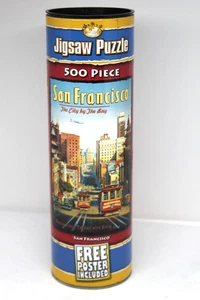 Jigsaw Puzzle
500 PIECE
San Francisco
The City by The Bay
SAN FRANCISCO
FREE
POSTER
INCLUDED